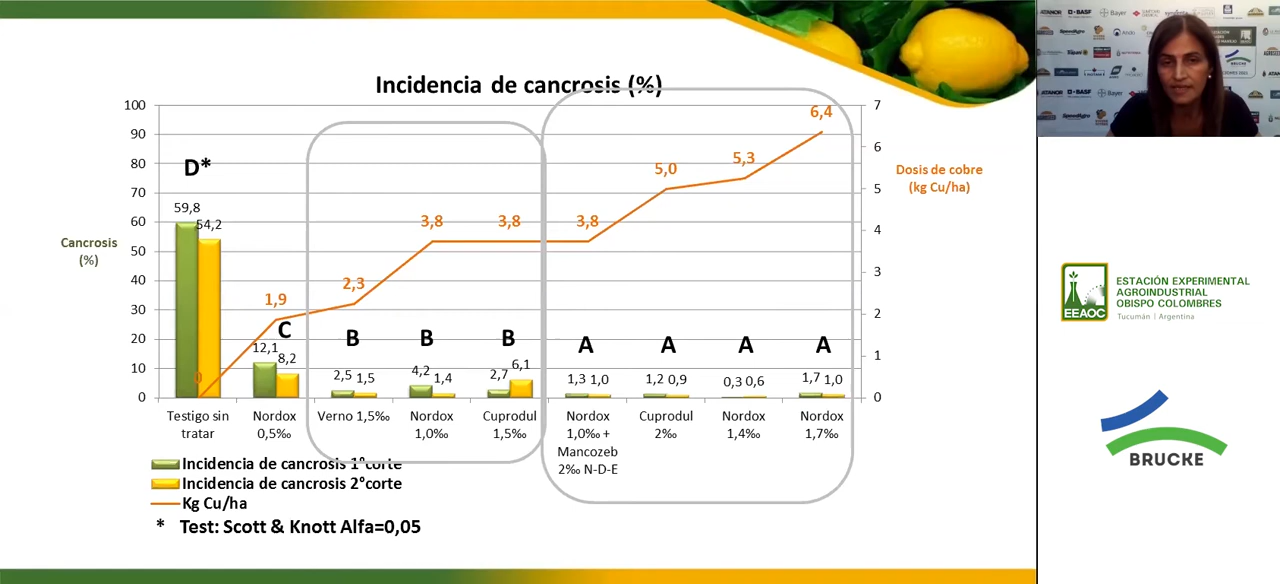 Incidencia de cancrosis (%)
100
90
80
70
60
50
40
30
20
10
0
Cancrosis
(%)
7
6
5
4
3
2
1
0
Dosis de cobre
(kg Cu/ha)
D*
59,8
54,2
0
1,9
C
12,1
8,2
2,3
B
2,5 1,5
3,8
B
4,2 1,4
3,8
B
2,7 6,1
3,8
A
1,3 1,0
5,0
A
1,2 0,9
5,3
A
0,3 0,6
6,4
A
1,7 1,0
Testigo sin
tratar
Nordox
0,5‰
Verno 1,5‰
Nordox
1,0‰
Cuprodul
1,5‰
Nordox
1,0‰ +
Mancozeb
2‰ N-D-E
Cuprodul
2‰
Nordox
1,4‰
Nordox
1,7‰
Incidencia de cancrosis 1°corte
Incidencia de cancrosis 2°corte
Kg Cu/ha
* Test: Scott & Knott Alfa=0,05
ATANOR BASF Bayer
Ando
SpeedAgro
EEAOC
ESTACIÓN EXPERIMENTAL
AGROINDUSTRIAL
OBISPO COLOMBRES
Tucumán | Argentina
BRUCKE